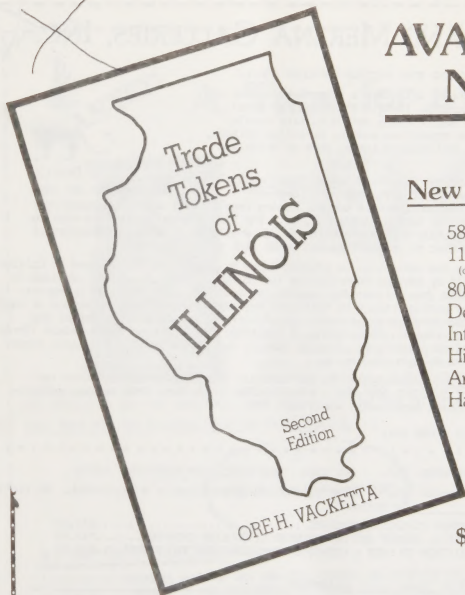 Trade
Tokens
of
ILLINOIS
Second
Edition
ORE H. VACKETTA
AVA
N
New
58
11
80
De
Int
Hi
Ar
Ha
$